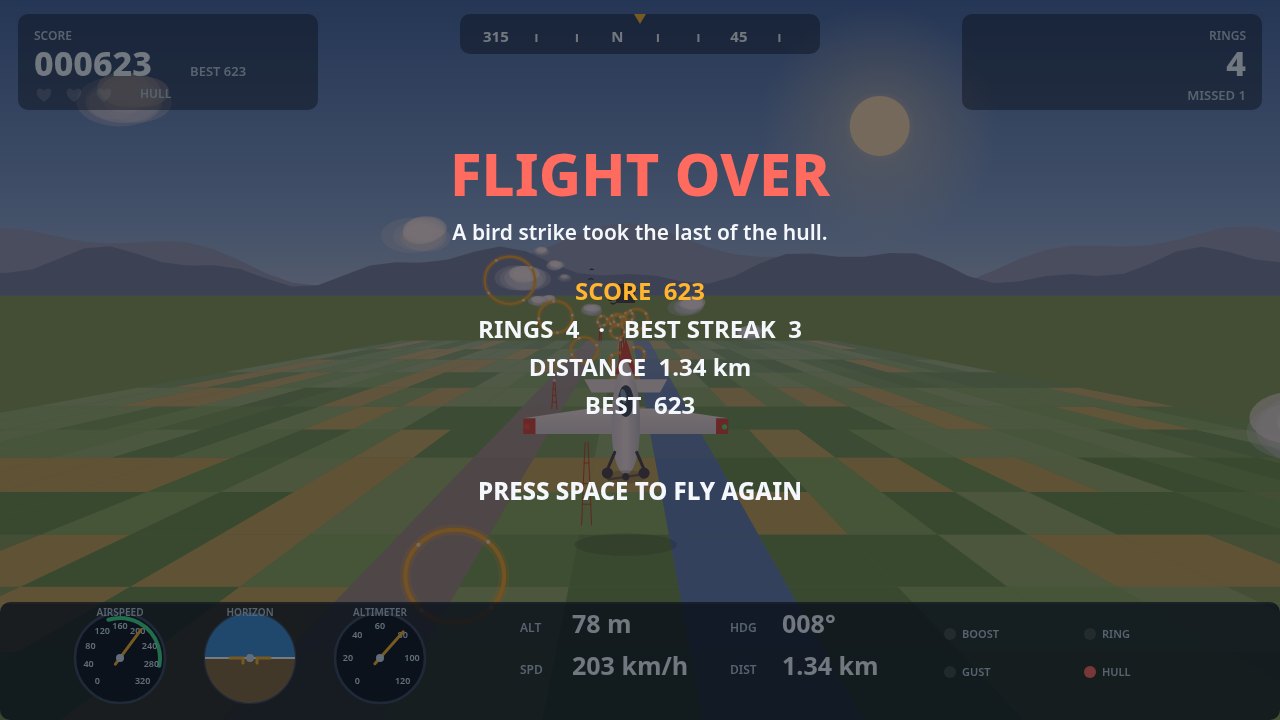 SCORE
000623
BEST 623
HULL
315 N 45
RINGS
4
MISSED 1
FLIGHT OVER
A bird strike took the last of the hull.
SCORE 623
RINGS 4 · BEST STREAK 3
DISTANCE 1.34 km
BEST 623
PRESS SPACE TO FLY AGAIN
AIRSPEED
0 40 80 120 160 200 240 280 320
HORIZON
ALTIMETER
0 20 40 60 80 100 120
ALT 78 m
HDG 008°
SPD 203 km/h
DIST 1.34 km
BOOST
RING
GUST
HULL